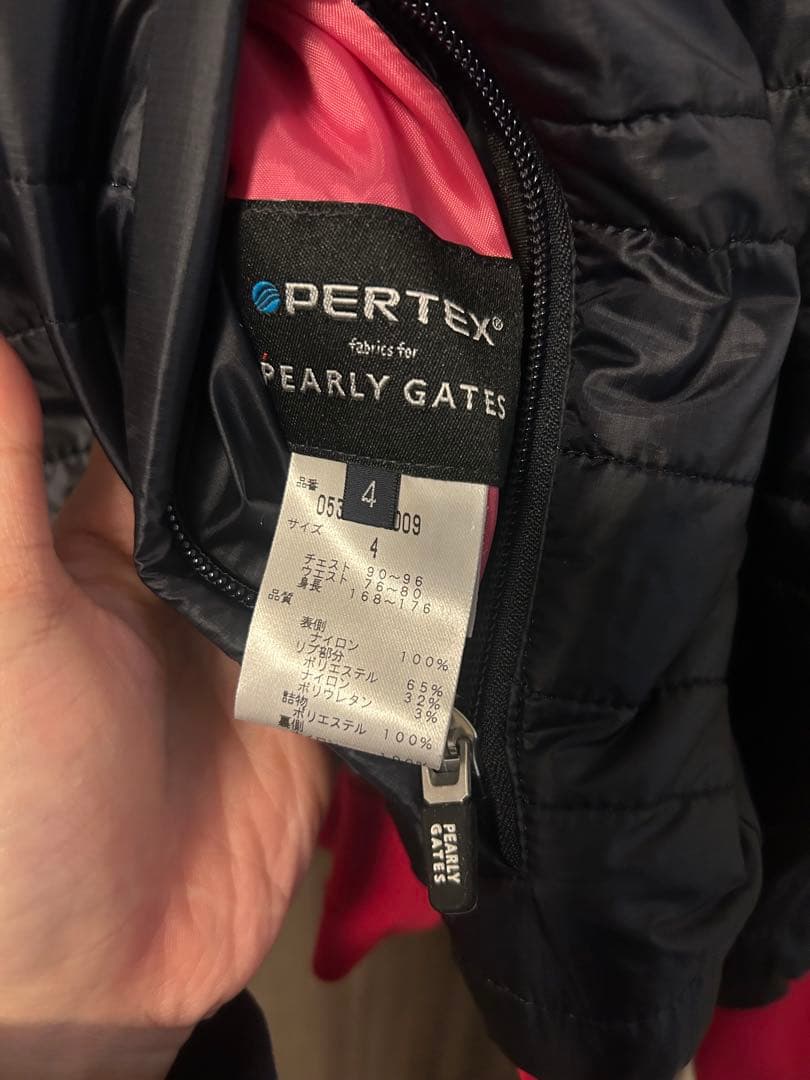 PERTEX®
fabrics for
PEARLY GATES
4
品番
053 009
サイズ
4
チェスト 90~96
ウエスト 76~80
身長 168~176
品質
表側
ナイロン 100%
リブ部分
ポリエステル 65%
ナイロン 32%
ポリウレタン 3%
詰物
ポリエステル 100%
裏側
PEARLY
GATES